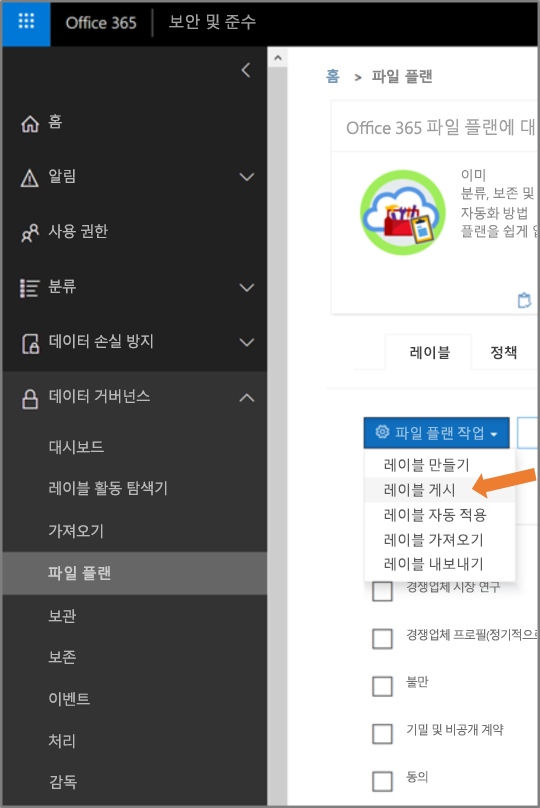 Office 365 보안 및 준수
홈
알림
사용 권한
분류
데이터 손실 방지
데이터 거버넌스
대시보드
레이블 활동 탐색기
가져오기
파일 플랜
보관
보존
이벤트
처리
감독
홈 > 파일 플랜
Office 365 파일 플랜에 대
이미
분류, 보존 및
자동화 방법
플랜을 쉽게
레이블 정책
파일 플랜 작업
레이블 만들기
레이블 게시
레이블 자동 적용
레이블 가져오기
레이블 내보내기
경쟁업체 시장 연구
경쟁업체 프로필(정기적으로
불만
기밀 및 비공개 계약
동의